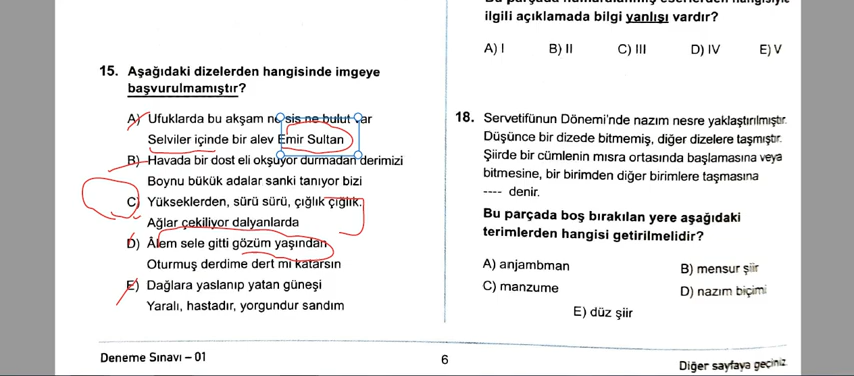 15. Aşağıdaki dizelerden hangisinde imgeye
başvurulmamıştır?
A) Ufuklarda bu akşam ne sis ne bulut var
Selviler içinde bir alev Emir Sultan
B) Havada bir dost eli okşuyor durmadan derimizi
Boynu bükük adalar sanki tanıyor bizi
C) Yükseklerden, sürü sürü, çığlık çığlık.
Ağlar çekiliyor dalyanlarda
D) Âlem sele gitti gözüm yaşından
Oturmuş derdime dert mi katarsın
E) Dağlara yaslanıp yatan güneşi
Yaralı, hastadır, yorgundur sandım
Deneme Sınavı – 01
6
ilgili açıklamada bilgi yanlışı vardır?
A) I B) II C) III D) IV E) V
18. Servetifünun Dönemi'nde nazım nesre yaklaştırılmıştır.
Düşünce bir dizede bitmemiş, diğer dizelere taşmıştır.
Şiirde bir cümlenin mısra ortasında başlamasına veya
bitmesine, bir birimden diğer birimlere taşmasına
---- denir.
Bu parçada boş bırakılan yere aşağıdaki
terimlerden hangisi getirilmelidir?
A) anjambman B) mensur şiir
C) manzume D) nazım biçimi
E) düz şiir
Diğer sayfaya geçiniz.